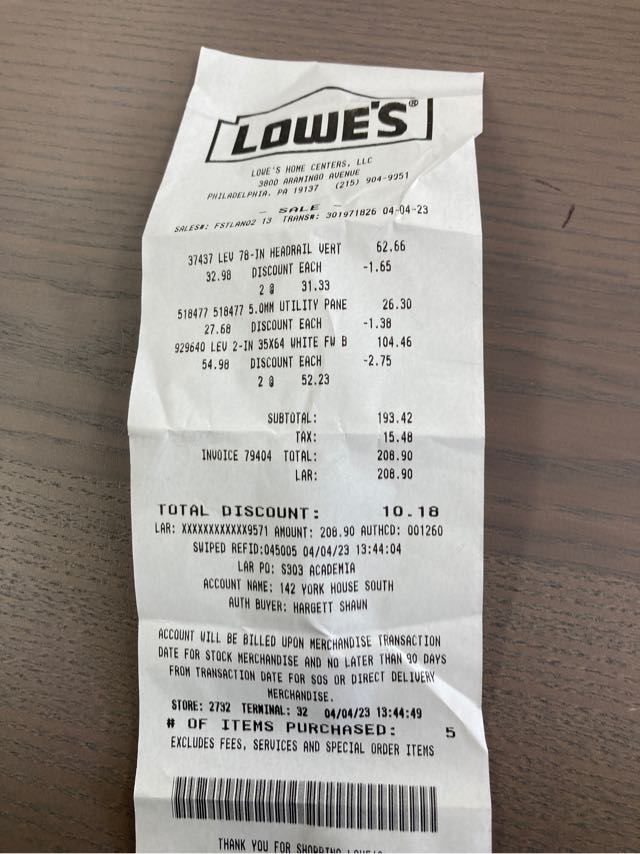 LOWE'S®
LOWE'S HOME CENTERS, LLC
3800 ARAMINGO AVENUE
PHILADELPHIA, PA 19137 (215) 904-9951
- SALE -
SALES#: FSTLANO2 13 TRANS#: 301971826 04-04-23
37437 LEV 78-IN HEADRAIL VERT 62.66
32.98 DISCOUNT EACH -1.65
2 @ 31.33
518477 518477 5.0MM UTILITY PANE 26.30
27.68 DISCOUNT EACH -1.38
929640 LEV 2-IN 35X64 WHITE FW B 104.46
54.98 DISCOUNT EACH -2.75
2 @ 52.23
SUBTOTAL: 193.42
TAX: 15.48
INVOICE 79404 TOTAL: 208.90
LAR: 208.90
TOTAL DISCOUNT: 10.18
LAR: XXXXXXXXXXXX9571 AMOUNT: 208.90 AUTHCD: 001260
SWIPED REFID:045005 04/04/23 13:44:04
LAR PO: S303 ACADEMIA
ACCOUNT NAME: 142 YORK HOUSE SOUTH
AUTH BUYER: HARGETT SHAWN
ACCOUNT WILL BE BILLED UPON MERCHANDISE TRANSACTION
DATE FOR STOCK MERCHANDISE AND NO LATER THAN 90 DAYS
FROM TRANSACTION DATE FOR SOS OR DIRECT DELIVERY
MERCHANDISE.
STORE: 2732 TERMINAL: 32 04/04/23 13:44:49
# OF ITEMS PURCHASED: 5
EXCLUDES FEES, SERVICES AND SPECIAL ORDER ITEMS
THANK YOU FOR SHOPPING LOWE'S